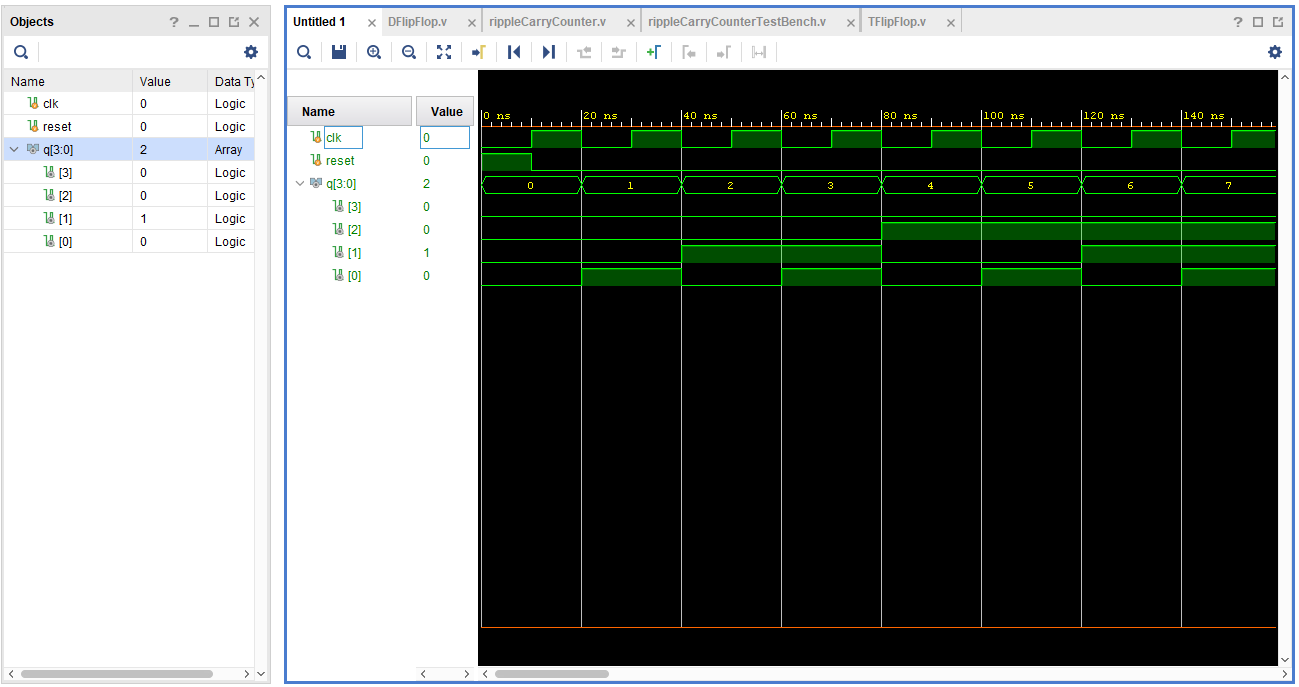 Objects ? _ 
Name Value Data Ty
clk 0 Logic
reset 0 Logic
q[3:0] 2 Array
[3] 0 Logic
[2] 0 Logic
[1] 1 Logic
[0] 0 Logic
Untitled 1 × DFlipFlop.v × rippleCarryCounter.v × rippleCarryCounterTestBench.v × TFlipFlop.v × ?
Name Value
0 ns 20 ns 40 ns 60 ns 80 ns 100 ns 120 ns 140 ns
clk 0
reset 0
q[3:0] 2 0 1 2 3 4 5 6 7
[3] 0
[2] 0
[1] 1
[0] 0